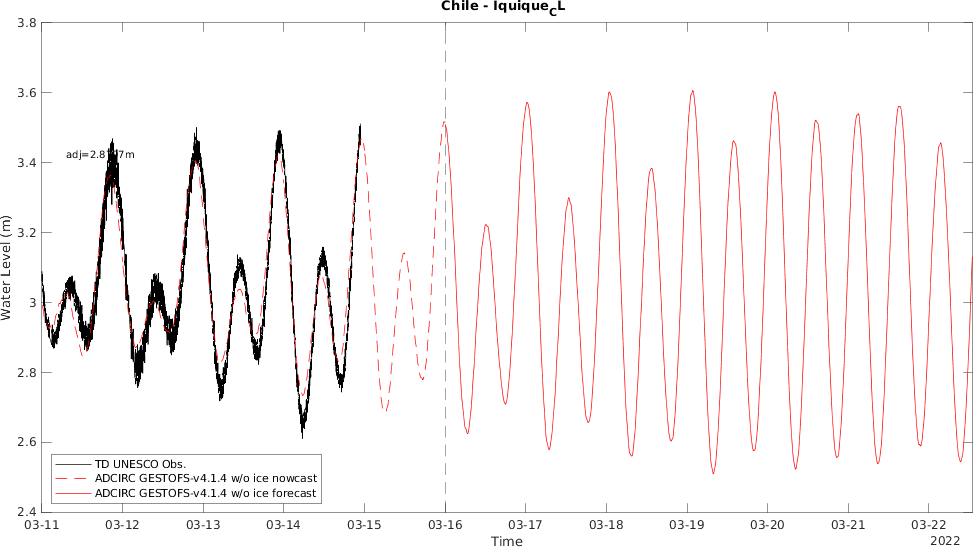 Chile - Iquique_CL
3.8
3.6
3.4
3.2
3
2.8
2.6
2.4
Water Level (m)
TD UNESCO Obs.
ADCIRC GESTOFS-v4.1.4 w/o ice nowcast
ADCIRC GESTOFS-v4.1.4 w/o ice forecast
03-11 03-12 03-13 03-14 03-15 03-16 03-17 03-18 03-19 03-20 03-21 03-22
Time
2022